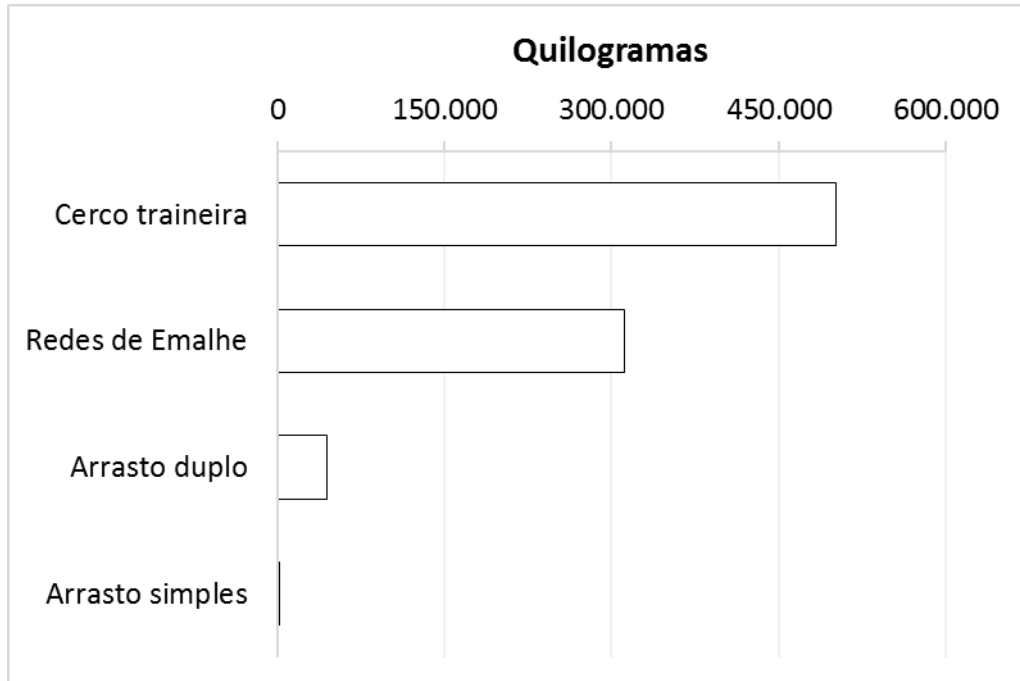 Quilogramas
0 150.000 300.000 450.000 600.000
Cerco traineira
Redes de Emalhe
Arrasto duplo
Arrasto simples